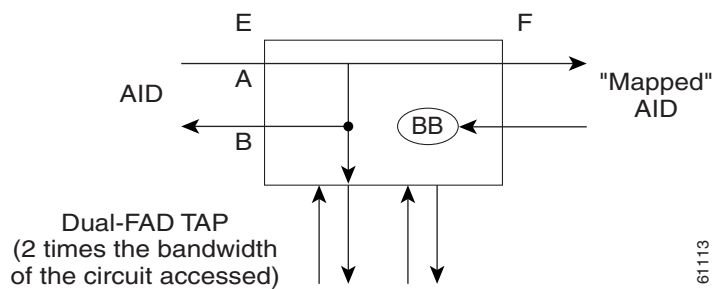 E
F
A
AID
"Mapped"
AID
BB
B
Dual-FAD TAP
(2 times the bandwidth
of the circuit accessed)
61113